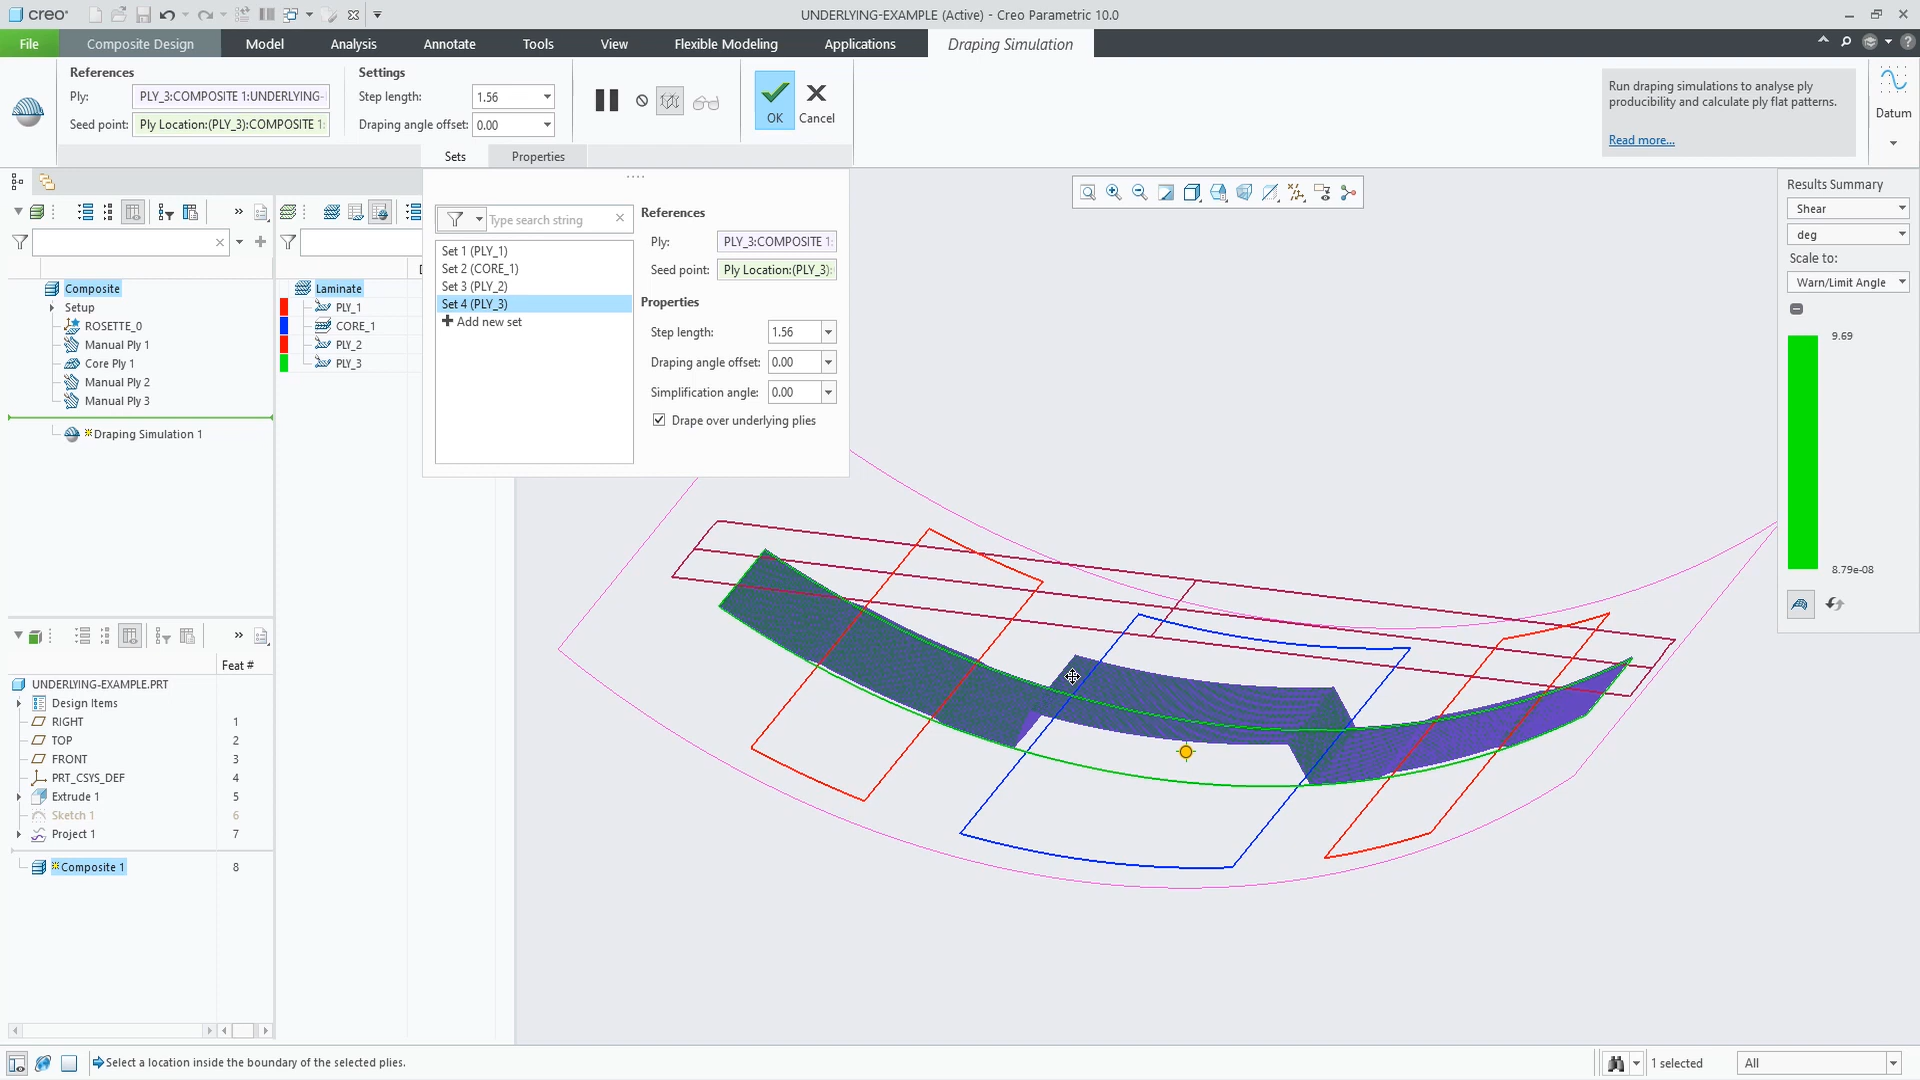 creo
UNDERLYING-EXAMPLE (Active) - Creo Parametric 10.0
File
Composite Design
Model
Analysis
Annotate
Tools
View
Flexible Modeling
Applications
Draping Simulation
References
Ply:
PLY_3:COMPOSITE 1:UNDERLYING-
Seed point:
Ply Location:(PLY_3):COMPOSITE 1:
Settings
Step length:
1.56
Draping angle offset:
0.00
OK
Cancel
Run draping simulations to analyse ply
producibility and calculate ply flat patterns.
Read more...
Datum
Sets
Properties
Type search string
Set 1 (PLY_1)
Set 2 (CORE_1)
Set 3 (PLY_2)
Set 4 (PLY_3)
Add new set
References
Ply:
PLY_3:COMPOSITE 1:
Seed point:
Ply Location:(PLY_3):
Properties
Step length:
1.56
Draping angle offset:
0.00
Simplification angle:
0.00
Drape over underlying plies
Composite
Setup
ROSETTE_0
Manual Ply 1
Core Ply 1
Manual Ply 2
Manual Ply 3
Draping Simulation 1
Laminate
PLY_1
CORE_1
PLY_2
PLY_3
Feat #
UNDERLYING-EXAMPLE.PRT
Design Items
RIGHT 1
TOP 2
FRONT 3
PRT_CSYS_DEF 4
Extrude 1 5
Sketch 1 6
Project 1 7
Composite 1 8
Results Summary
Shear
deg
Scale to:
Warn/Limit Angle
9.69
8.79e-08
Select a location inside the boundary of the selected plies.
1 selected
All